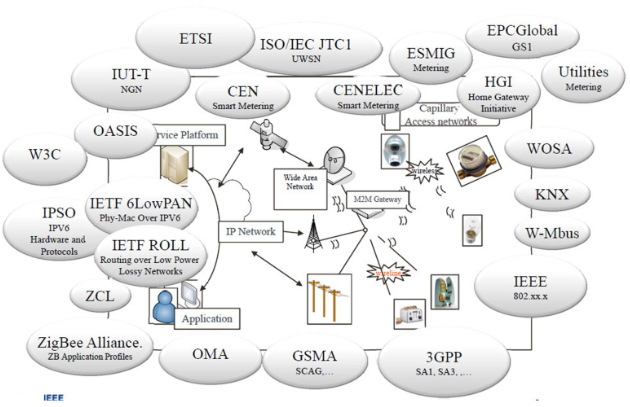 ETSI
ISO/IEC JTC1
UWSN
ESMIG
Metering
EPCGlobal
GS1
IUT-T
NGN
CEN
Smart Metering
CENELEC
Smart Metering
HGI
Home Gateway
Initiative
Utilities
Metering
Capillary
Access networks
OASIS
rvice Platform
W3C
WOSA
wireless
Wide Area
Network
M2M Gateway
IETF 6LowPAN
Phy-Mac Over IPV6
KNX
IPSO
IPV6
Hardware and
Protocols
IP Network
W-Mbus
IETF ROLL
Routing over Low Power
Lossy Networks
wireline
IEEE
802.xx.x
ZCL
Application
ZigBee Alliance.
ZB Application Profiles
OMA
GSMA
SCAG,…
3GPP
SA1, SA3, ,…
IEEE